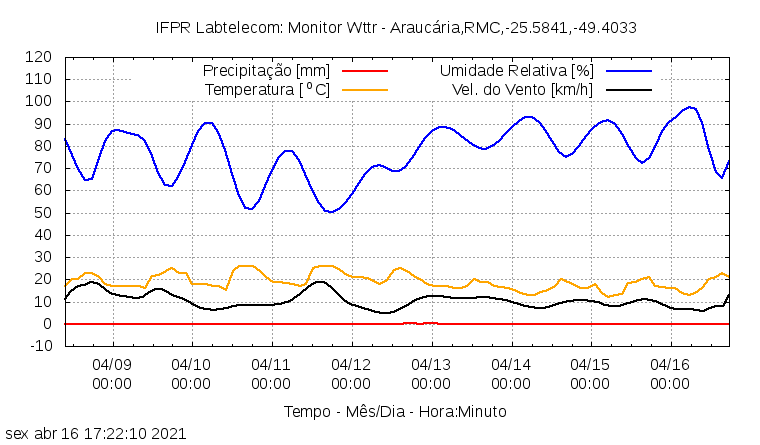 IFPR Labtelecom: Monitor Wttr - Araucária,RMC,-25.5841,-49.4033
120
110
100
90
80
70
60
50
40
30
20
10
0
-10
Precipitação [mm] Umidade Relativa [%]
Temperatura [⁰C] Vel. do Vento [km/h]
04/09 04/10 04/11 04/12 04/13 04/14 04/15 04/16
00:00 00:00 00:00 00:00 00:00 00:00 00:00 00:00
Tempo - Mês/Dia - Hora:Minuto
sex abr 16 17:22:10 2021